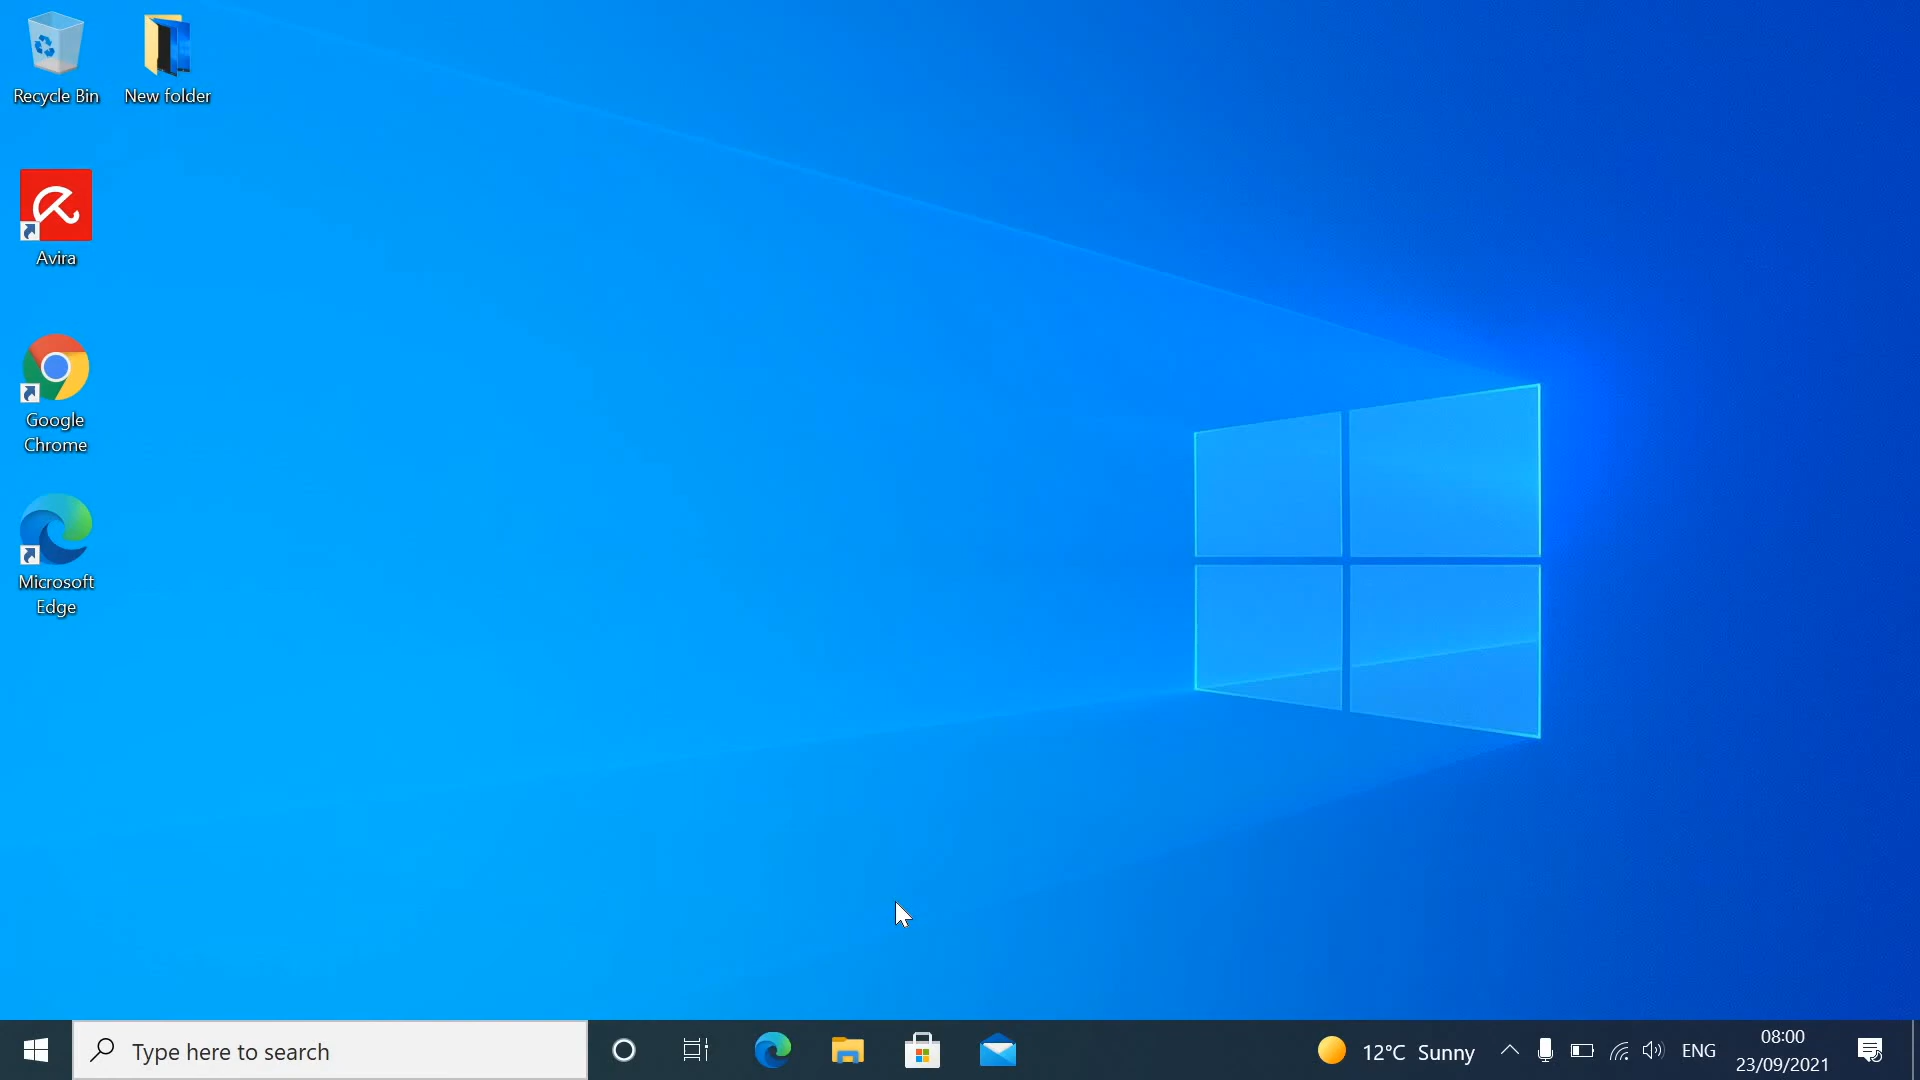 Recycle Bin
New folder
Avira
Google
Chrome
Microsoft
Edge
Type here to search
12°C Sunny
ENG
08:00
23/09/2021